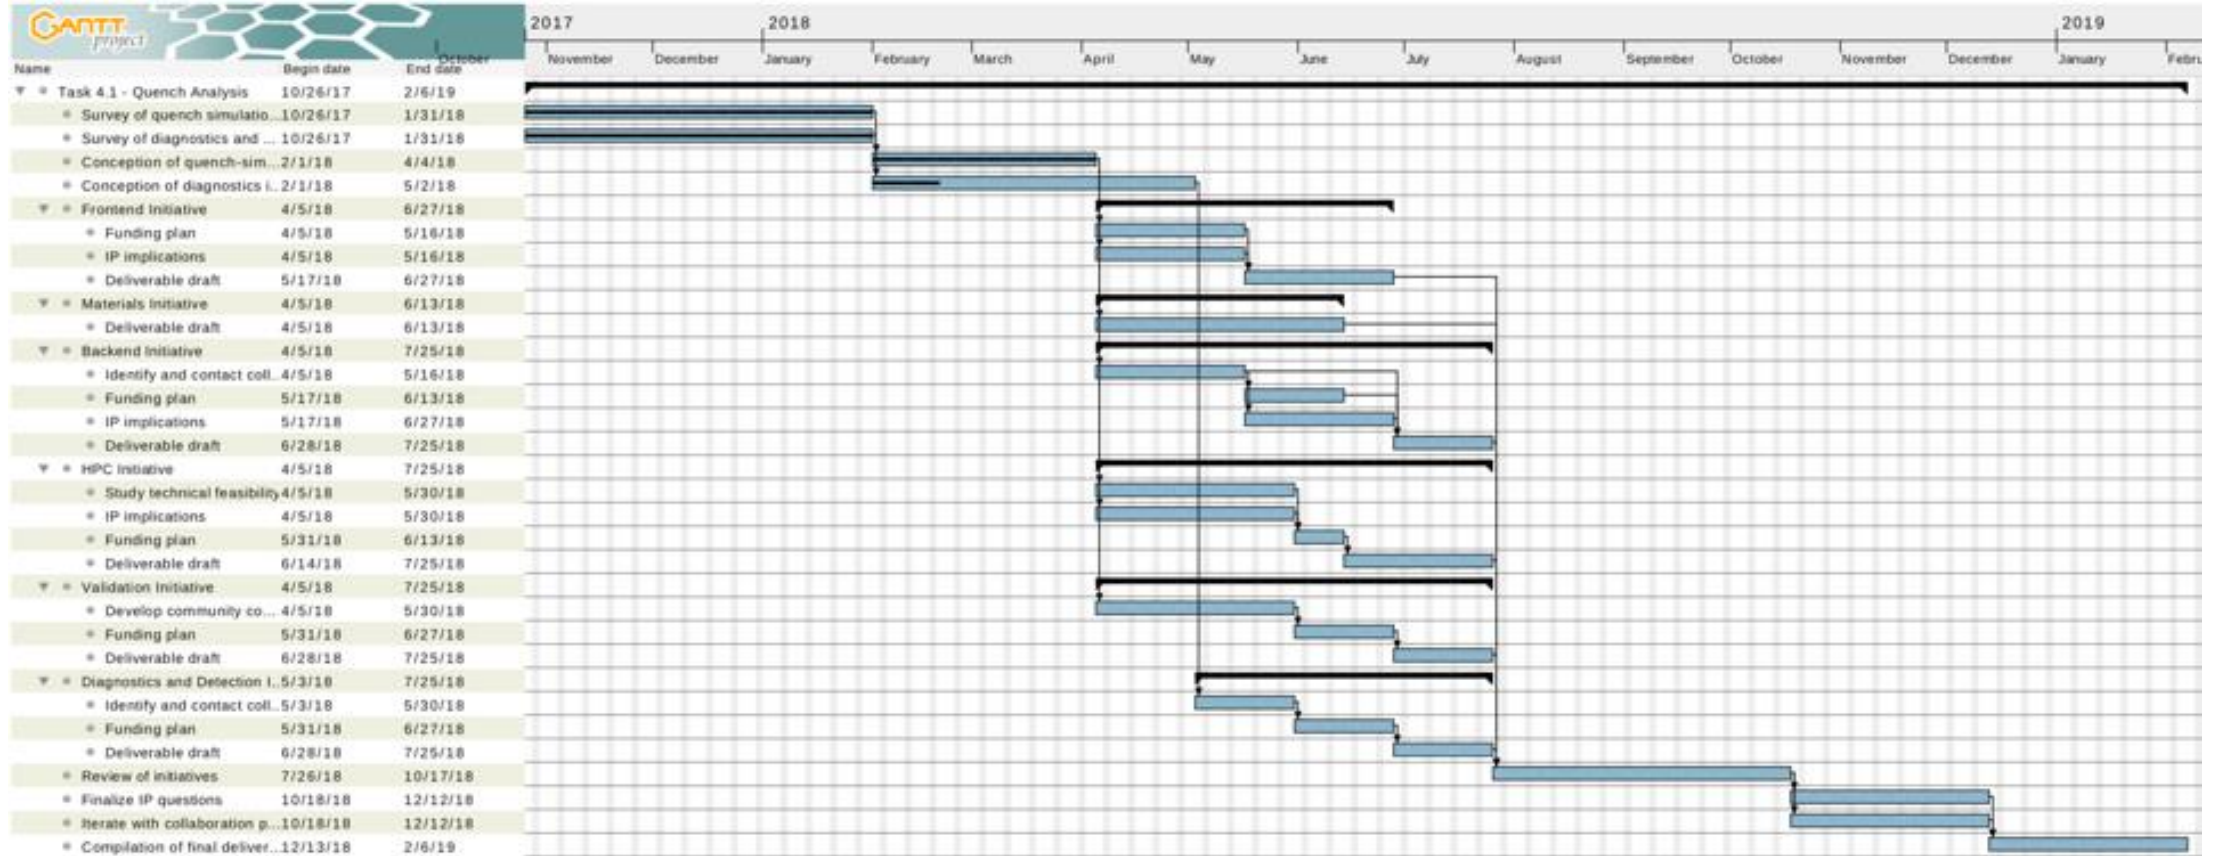 GANTT project
2017 2018 2019
October November December January February March April May June July August September October November December January Febru
Name Begin date End date
Task 4.1 - Quench Analysis 10/26/17 2/6/19
Survey of quench simulatio... 10/26/17 1/31/18
Survey of diagnostics and ... 10/26/17 1/31/18
Conception of quench-sim... 2/1/18 4/4/18
Conception of diagnostics i.. 2/1/18 5/2/18
Frontend Initiative 4/5/18 6/27/18
Funding plan 4/5/18 5/16/18
IP implications 4/5/18 5/16/18
Deliverable draft 5/17/18 6/27/18
Materials Initiative 4/5/18 6/13/18
Deliverable draft 4/5/18 6/13/18
Backend Initiative 4/5/18 7/25/18
Identify and contact coll.. 4/5/18 5/16/18
Funding plan 5/17/18 6/13/18
IP implications 5/17/18 6/27/18
Deliverable draft 6/28/18 7/25/18
HPC Initiative 4/5/18 7/25/18
Study technical feasibility 4/5/18 5/30/18
IP implications 4/5/18 5/30/18
Funding plan 5/31/18 6/13/18
Deliverable draft 6/14/18 7/25/18
Validation Initiative 4/5/18 7/25/18
Develop community co... 4/5/18 5/30/18
Funding plan 5/31/18 6/27/18
Deliverable draft 6/28/18 7/25/18
Diagnostics and Detection I.. 5/3/18 7/25/18
Identify and contact coll.. 5/3/18 5/30/18
Funding plan 5/31/18 6/27/18
Deliverable draft 6/28/18 7/25/18
Review of initiatives 7/26/18 10/17/18
Finalize IP questions 10/18/18 12/12/18
Iterate with collaboration p... 10/18/18 12/12/18
Compilation of final deliver... 12/13/18 2/6/19